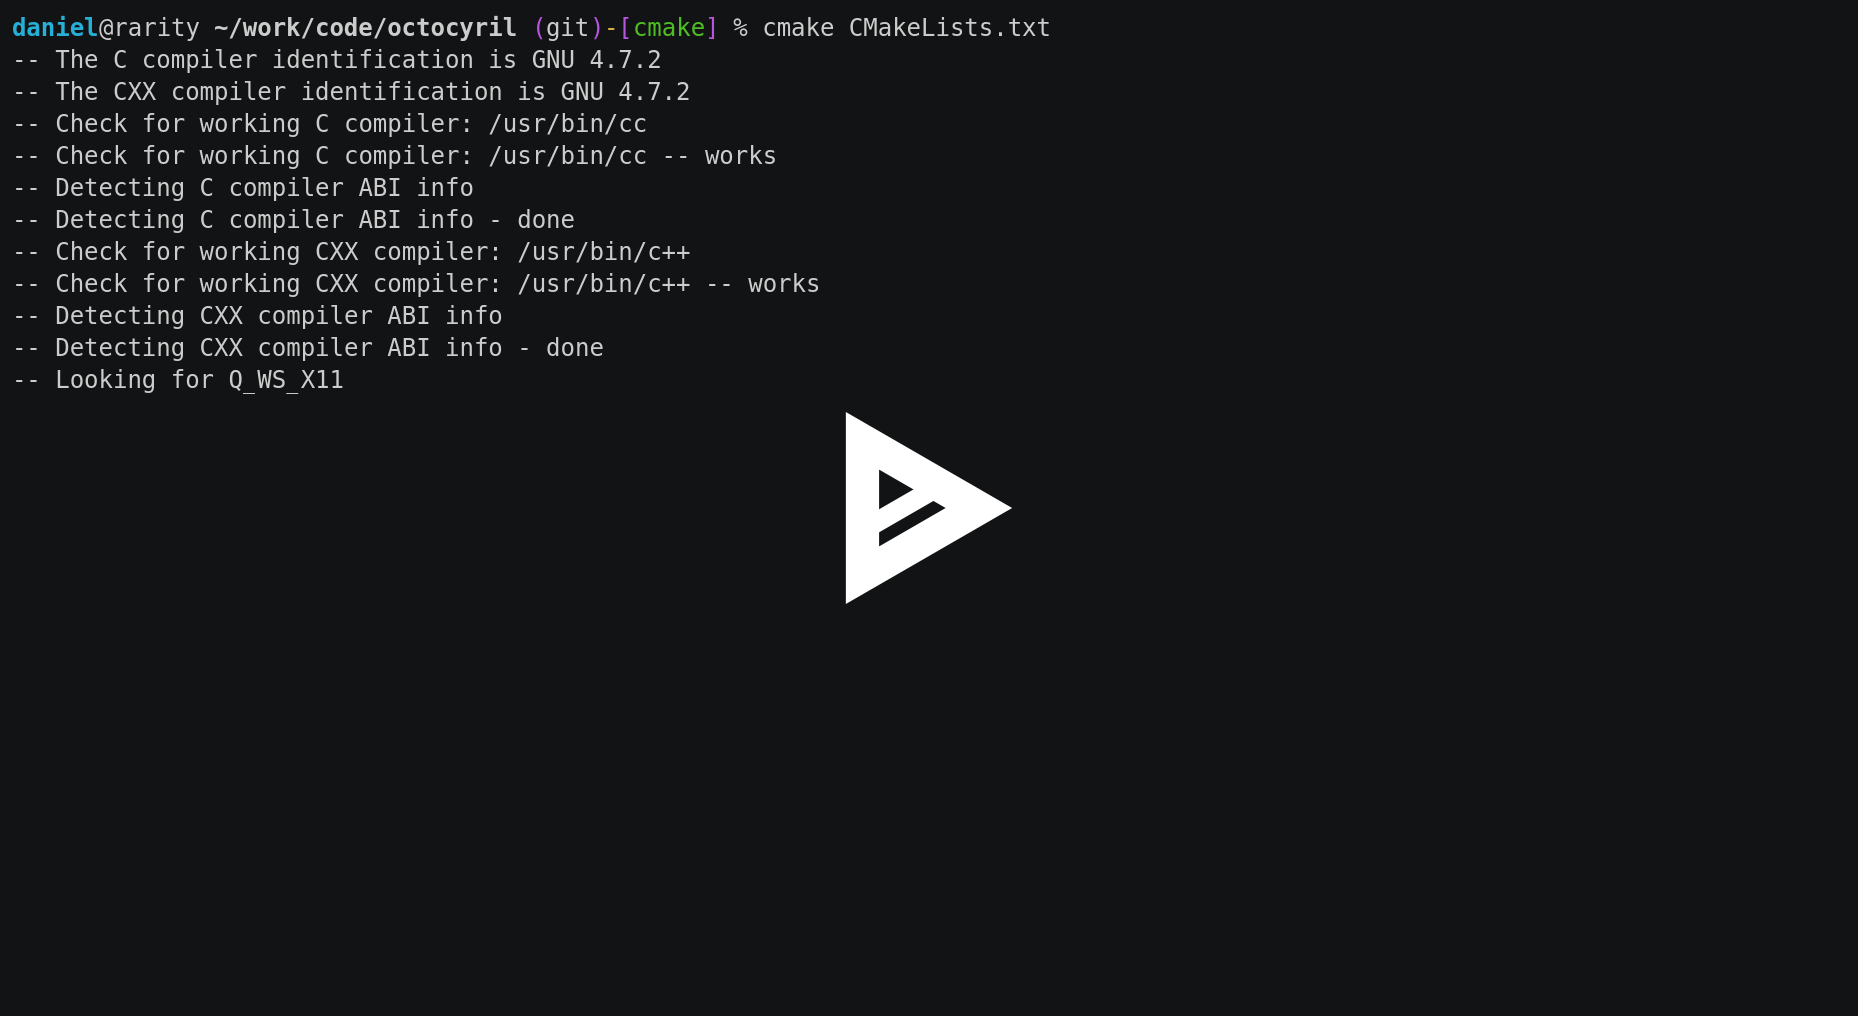 daniel@rarity ~/work/code/octocyril (git)-[cmake] % cmake CMakeLists.txt
-- The C compiler identification is GNU 4.7.2
-- The CXX compiler identification is GNU 4.7.2
-- Check for working C compiler: /usr/bin/cc
-- Check for working C compiler: /usr/bin/cc -- works
-- Detecting C compiler ABI info
-- Detecting C compiler ABI info - done
-- Check for working CXX compiler: /usr/bin/c++
-- Check for working CXX compiler: /usr/bin/c++ -- works
-- Detecting CXX compiler ABI info
-- Detecting CXX compiler ABI info - done
-- Looking for Q_WS_X11